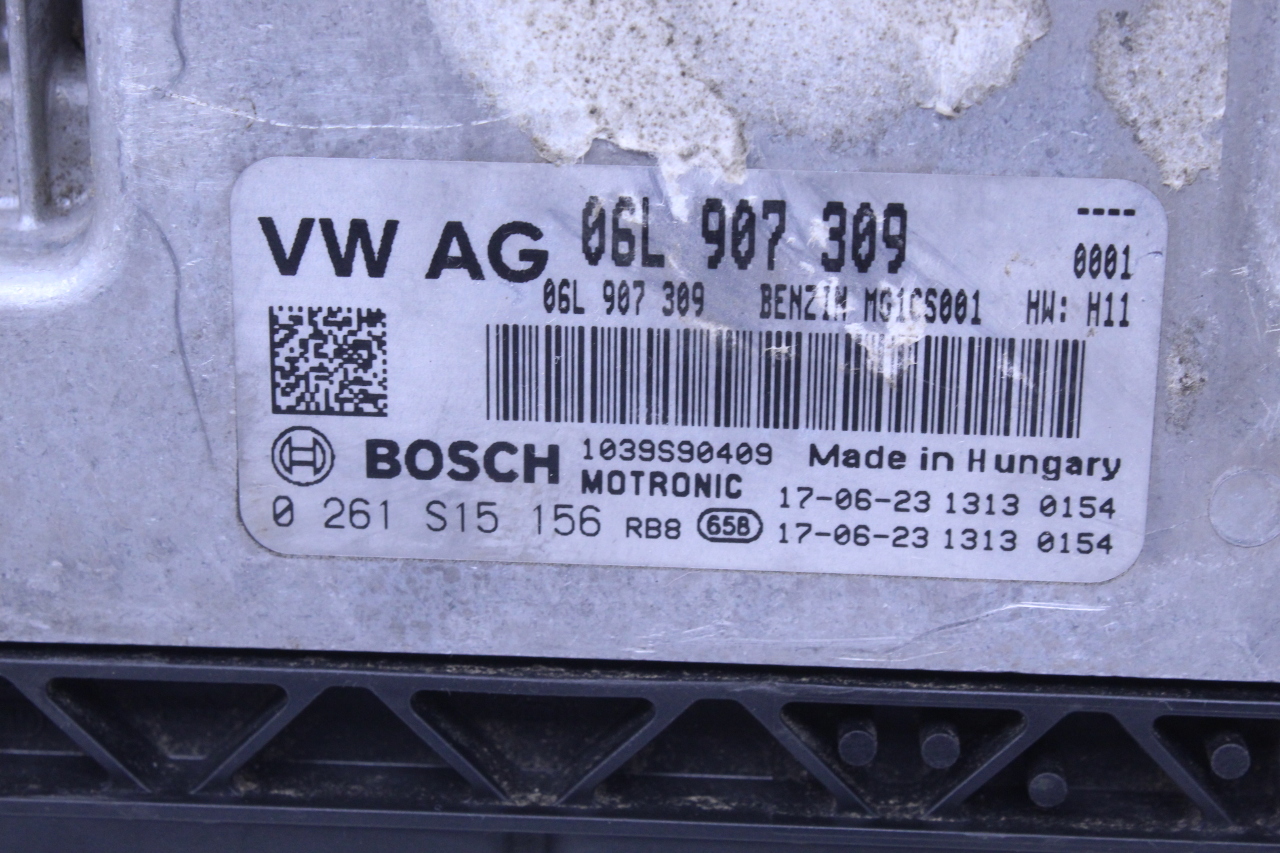 VW AG 06L 907 309 ----
0001
06L 907 309 BENZIN MG1CS001 HW: H11
BOSCH 1039S90409 Made in Hungary
MOTRONIC 17-06-23 1313 0154
0 261 S15 156 RB8 658 17-06-23 1313 0154